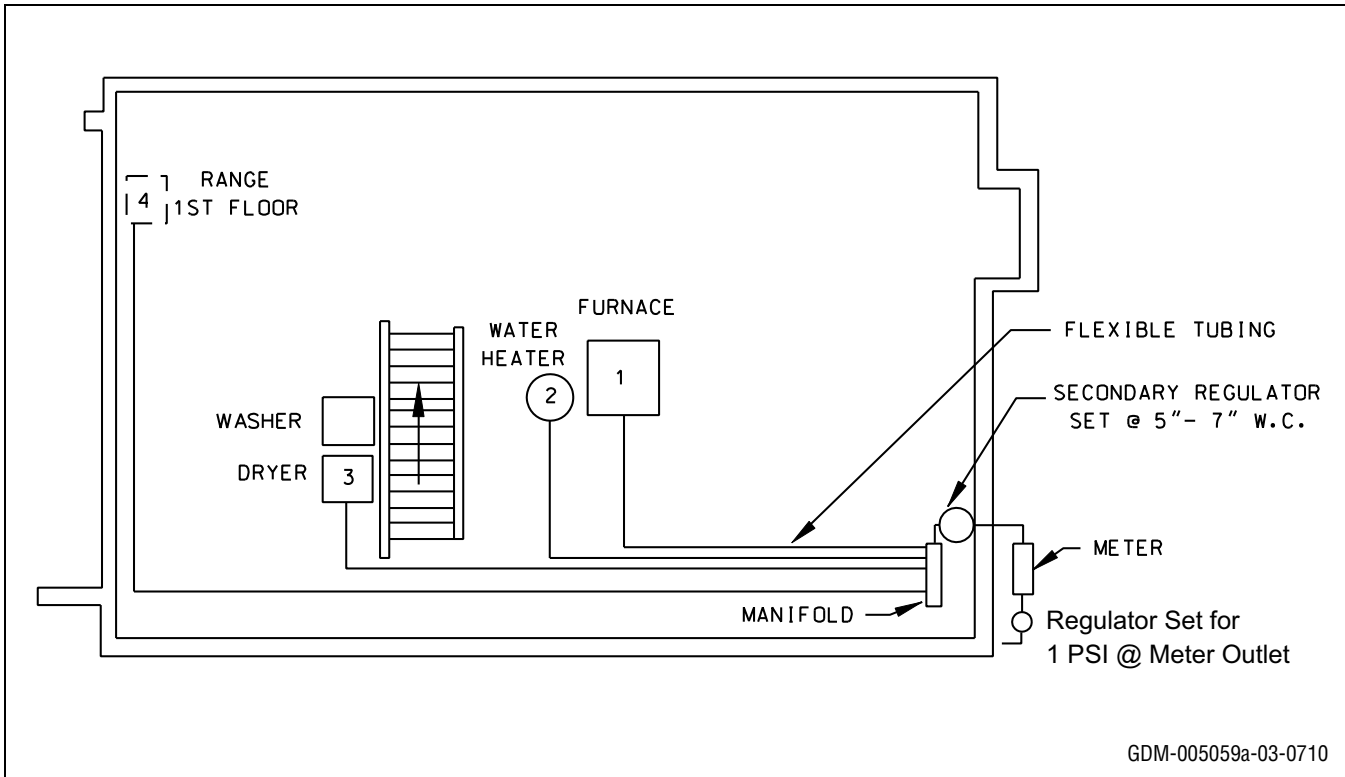 RANGE
1ST FLOOR
4
FURNACE
WATER
HEATER
1
2
FLEXIBLE TUBING
SECONDARY REGULATOR
SET @ 5"- 7" W.C.
WASHER
DRYER
3
METER
MANIFOLD
Regulator Set for
1 PSI @ Meter Outlet
GDM-005059a-03-0710